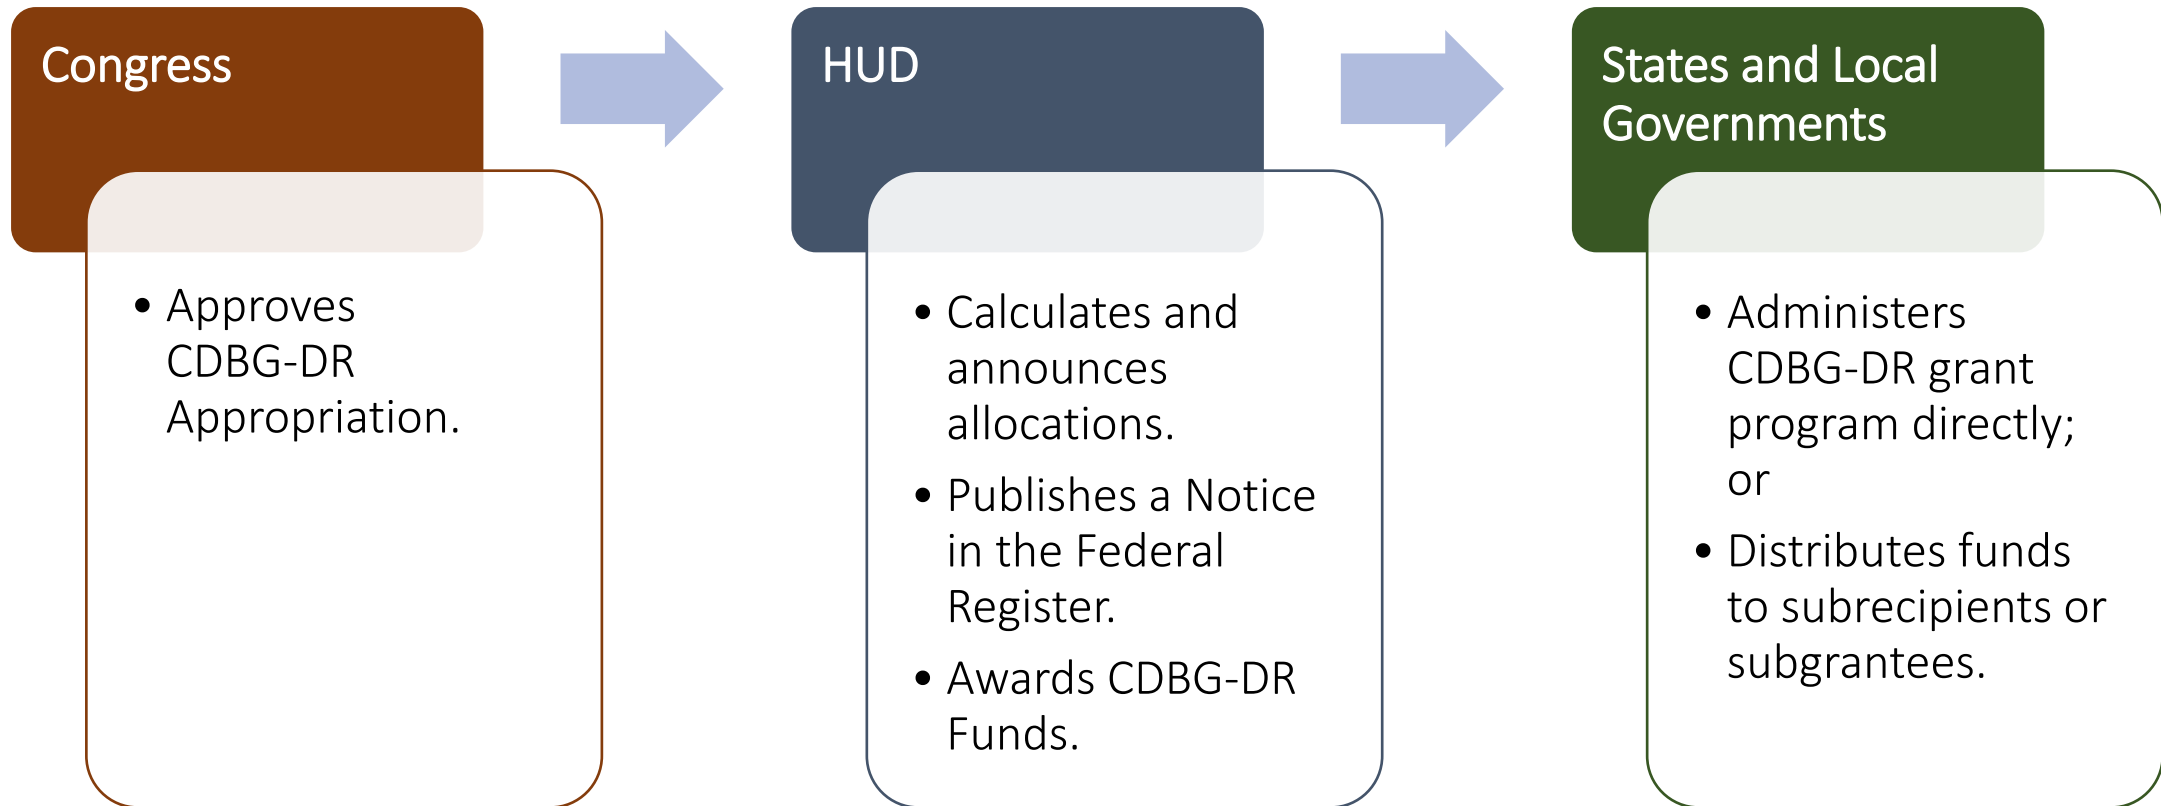 Congress
• Approves
CDBG-DR
Appropriation.
HUD
• Calculates and
announces
allocations.
• Publishes a Notice
in the Federal
Register.
• Awards CDBG-DR
Funds.
States and Local
Governments
• Administers
CDBG-DR grant
program directly;
or
• Distributes funds
to subrecipients or
subgrantees.